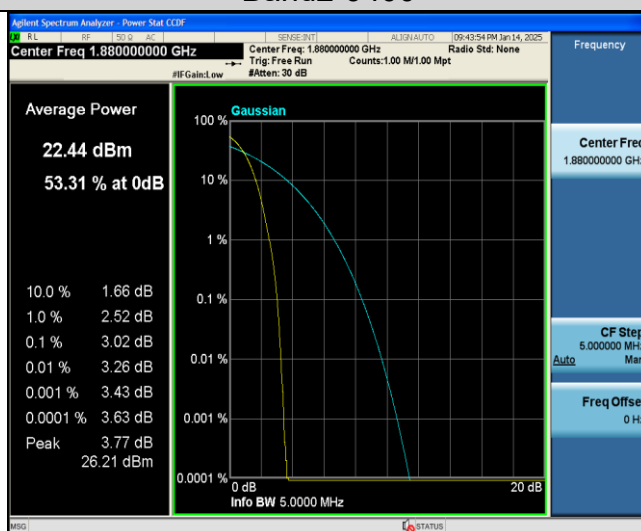 Agilent Spectrum Analyzer - Power Stat CCDF
RL RF 50 Ω AC SENSE:INT ALIGN AUTO 09:43:54 PM Jan 14, 2025
Center Freq 1.880000000 GHz
Center Freq: 1.880000000 GHz Radio Std: None
Trig: Free Run Counts:1.00 M/1.00 Mpt
#IFGain:Low #Atten: 30 dB
Frequency
Average Power
22.44 dBm
53.31 % at 0dB
10.0 % 1.66 dB
1.0 % 2.52 dB
0.1 % 3.02 dB
0.01 % 3.26 dB
0.001 % 3.43 dB
0.0001 % 3.63 dB
Peak 3.77 dB
26.21 dBm
Gaussian
100 %
10 %
1 %
0.1 %
0.01 %
0.001 %
0.0001 %
0 dB 20 dB
Info BW 5.0000 MHz
Center Freq
1.880000000 GHz
CF Step
5.000000 MHz
Auto Man
Freq Offse
0 Hz
MSG STATUS